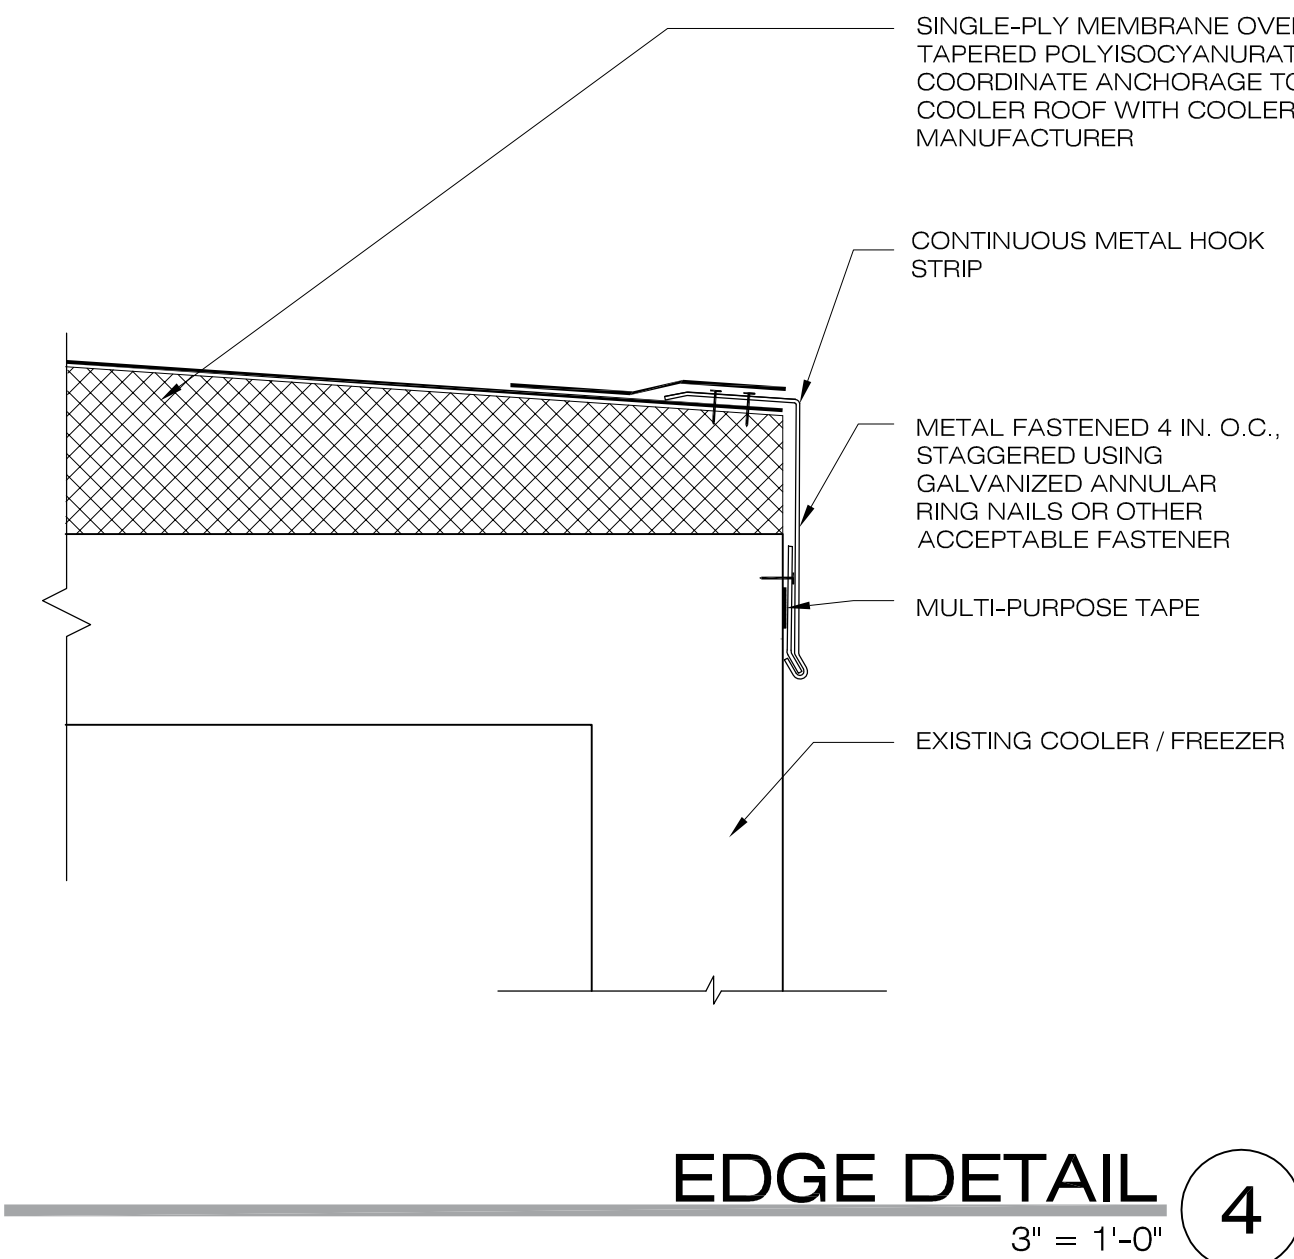 SINGLE-PLY MEMBRANE OVE
TAPERED POLYISOCYANURAT
COORDINATE ANCHORAGE TO
COOLER ROOF WITH COOLER
MANUFACTURER
CONTINUOUS METAL HOOK
STRIP
METAL FASTENED 4 IN. O.C.,
STAGGERED USING
GALVANIZED ANNULAR
RING NAILS OR OTHER
ACCEPTABLE FASTENER
MULTI-PURPOSE TAPE
EXISTING COOLER / FREEZER
EDGE DETAIL
4
3" = 1'-0"